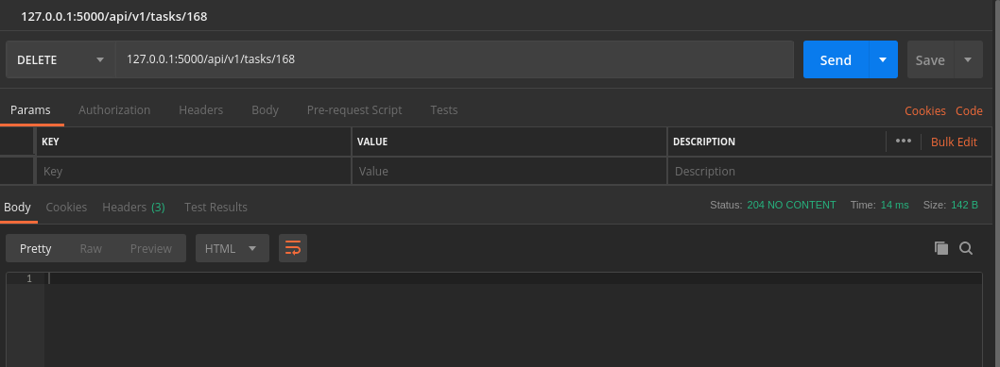 127.0.0.1:5000/api/v1/tasks/168
DELETE 127.0.0.1:5000/api/v1/tasks/168 Send Save
Params Authorization Headers Body Pre-request Script Tests Cookies Code
KEY VALUE DESCRIPTION ••• Bulk Edit
Key Value Description
Body Cookies Headers (3) Test Results Status: 204 NO CONTENT Time: 14 ms Size: 142 B
Pretty Raw Preview HTML
1